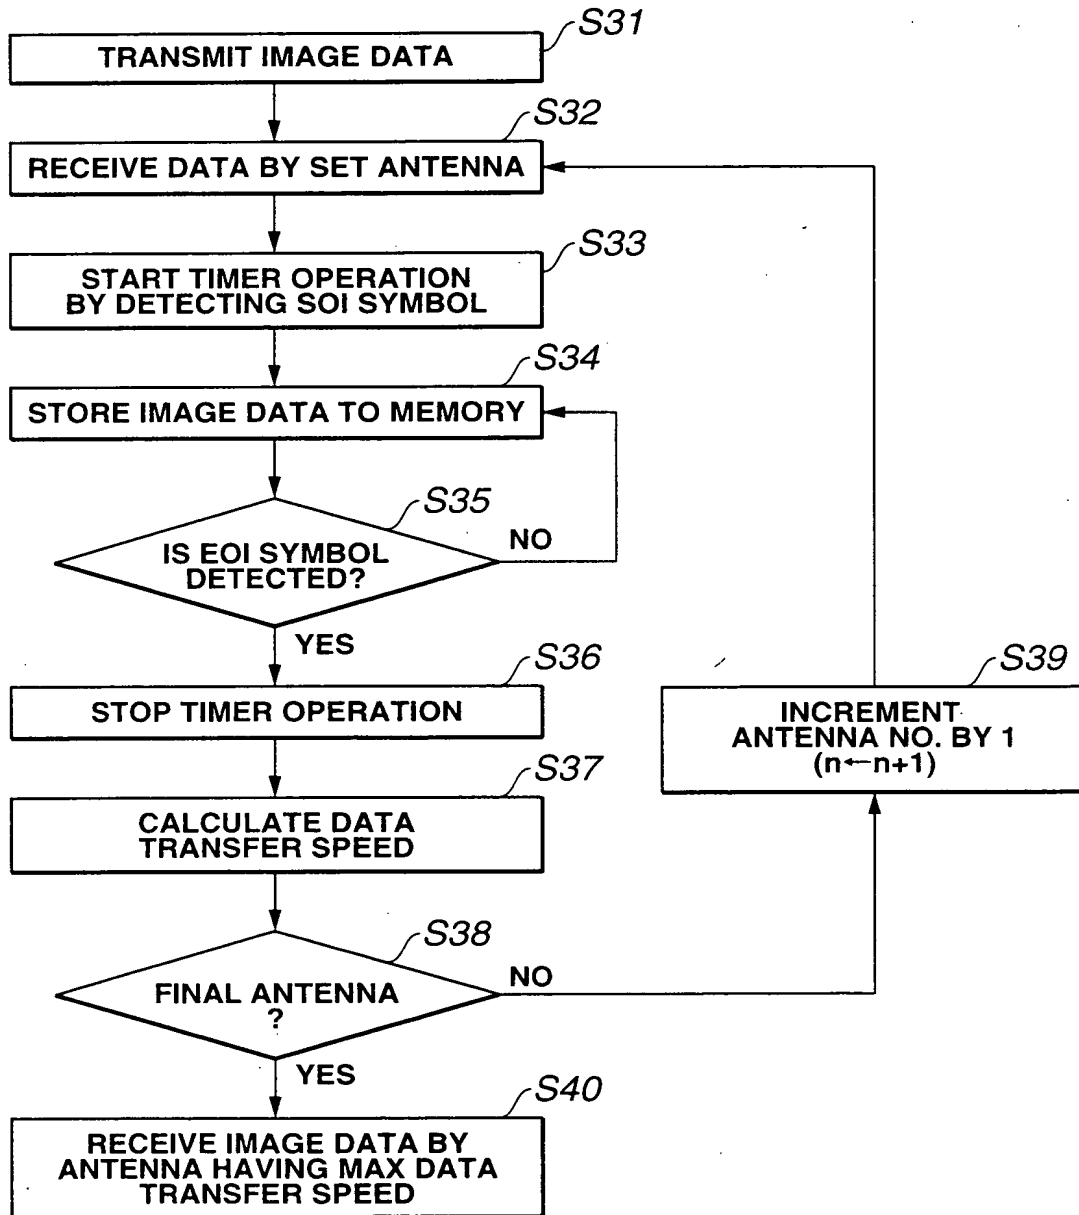 S31
TRANSMIT IMAGE DATA
S32
RECEIVE DATA BY SET ANTENNA
S33
START TIMER OPERATION
BY DETECTING SOI SYMBOL
S34
STORE IMAGE DATA TO MEMORY
S35
IS EOI SYMBOL
DETECTED?
NO
YES
S36
STOP TIMER OPERATION
S39
INCREMENT
ANTENNA NO. BY 1
(n←n+1)
S37
CALCULATE DATA
TRANSFER SPEED
S38
FINAL ANTENNA
?
NO
YES
S40
RECEIVE IMAGE DATA BY
ANTENNA HAVING MAX DATA
TRANSFER SPEED